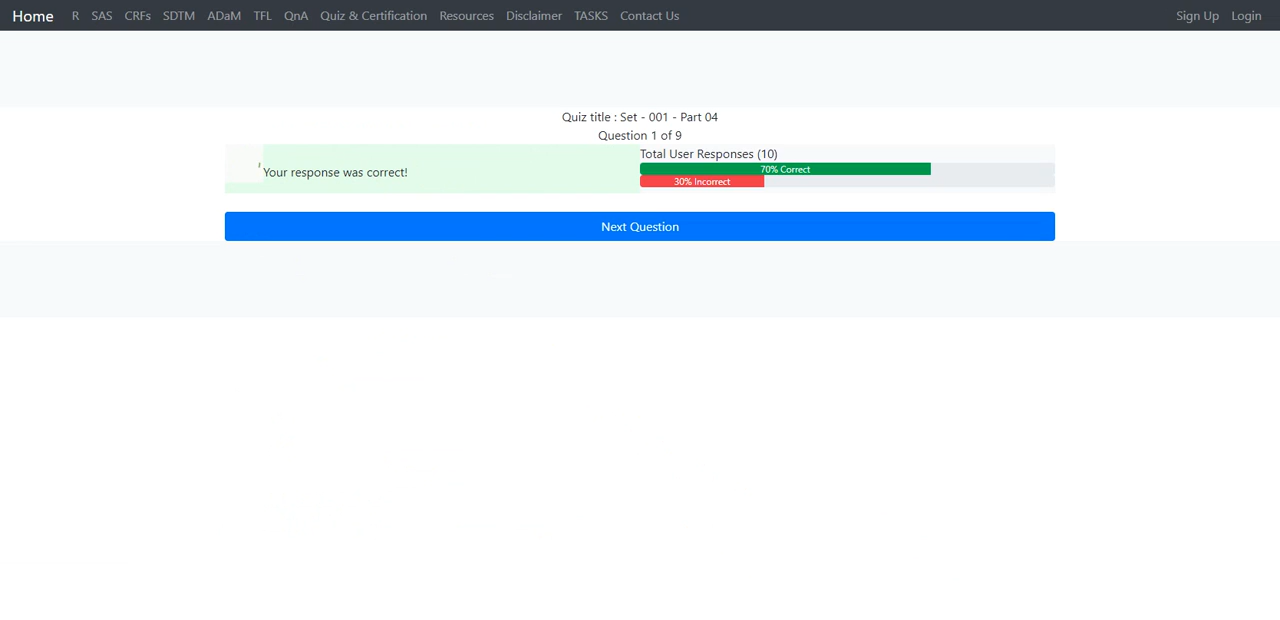 Home R SAS CRFs SDTM ADaM TFL QnA Quiz & Certification Resources Disclaimer TASKS Contact Us Sign Up Login
Quiz title : Set - 001 - Part 04
Question 1 of 9
Your response was correct!
Total User Responses (10)
70% Correct
30% Incorrect
Next Question